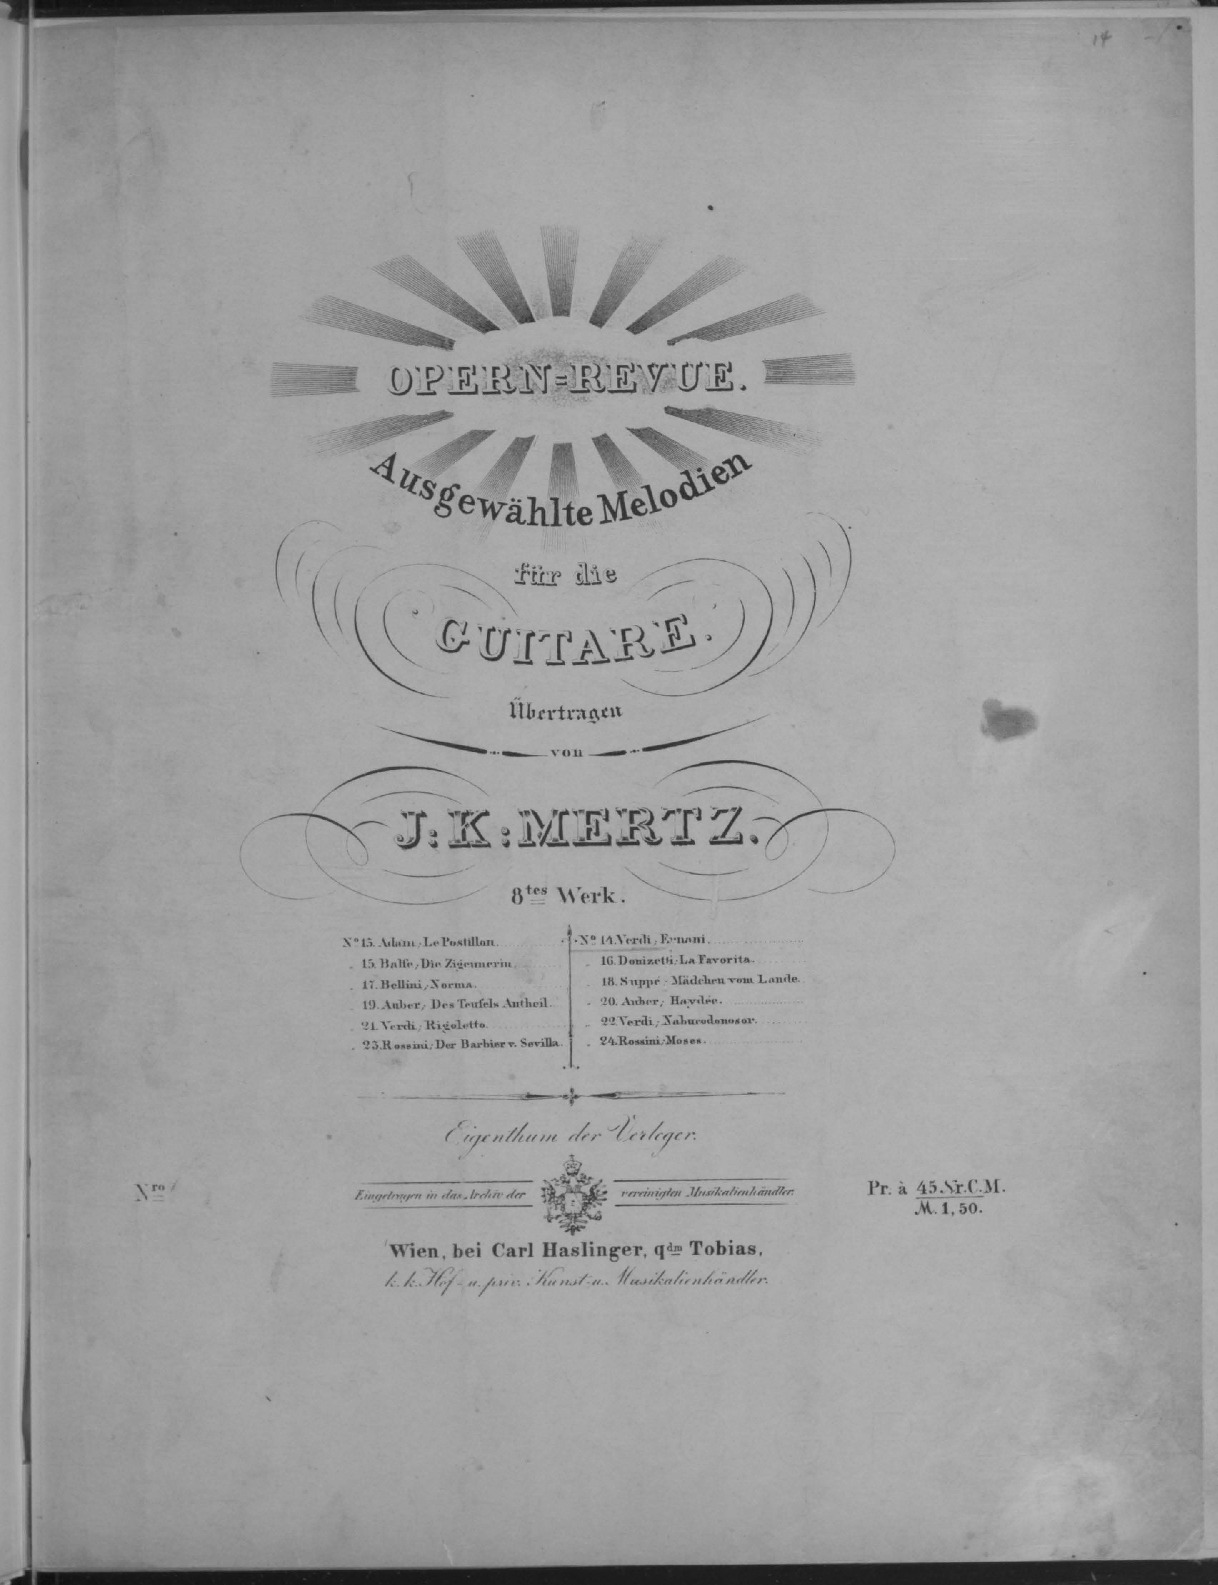 14
OPERN=REVUE.
Ausgewählte Melodien
für die
GUITARE.
Übertragen
von
J:K:MERTZ.
8tes Werk.
No 13. Adam, Le Postillon.
15. Balfe, Die Zigeunerin.
17. Bellini, Norma.
19. Auber, Des Teufels Antheil.
21. Verdi, Rigoletto.
23. Rossini, Der Barbier v. Sevilla.
No 14. Verdi, Ernani.
16. Donizetti, La Favorita.
18. Suppé, Mädchen vom Lande.
20. Auber, Haydée.
22. Verdi, Naburodonosor.
24. Rossini, Moses.
Eigenthum der Verleger.
Eingetragen in das Archiv der vereinigten Musikalienhändler.
Nro
Pr. à 45.Xr.C.M.
M. 1,50.
Wien, bei Carl Haslinger, qdm Tobias.
k. k. Hof- u. priv. Kunst- u. Musikalienhändler.